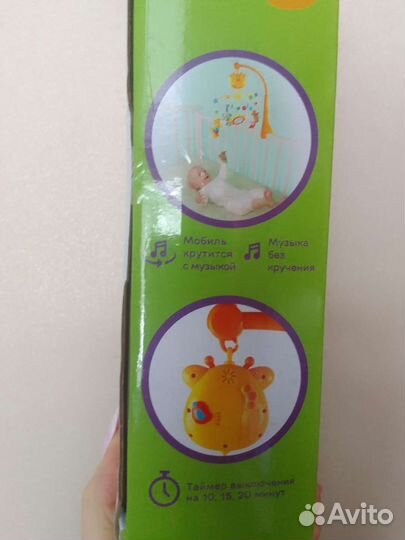 Мобиль
крутится
с музыкой
Музыка
без
кручения
Таймер выключения
на 10, 15, 20 минут
Avito